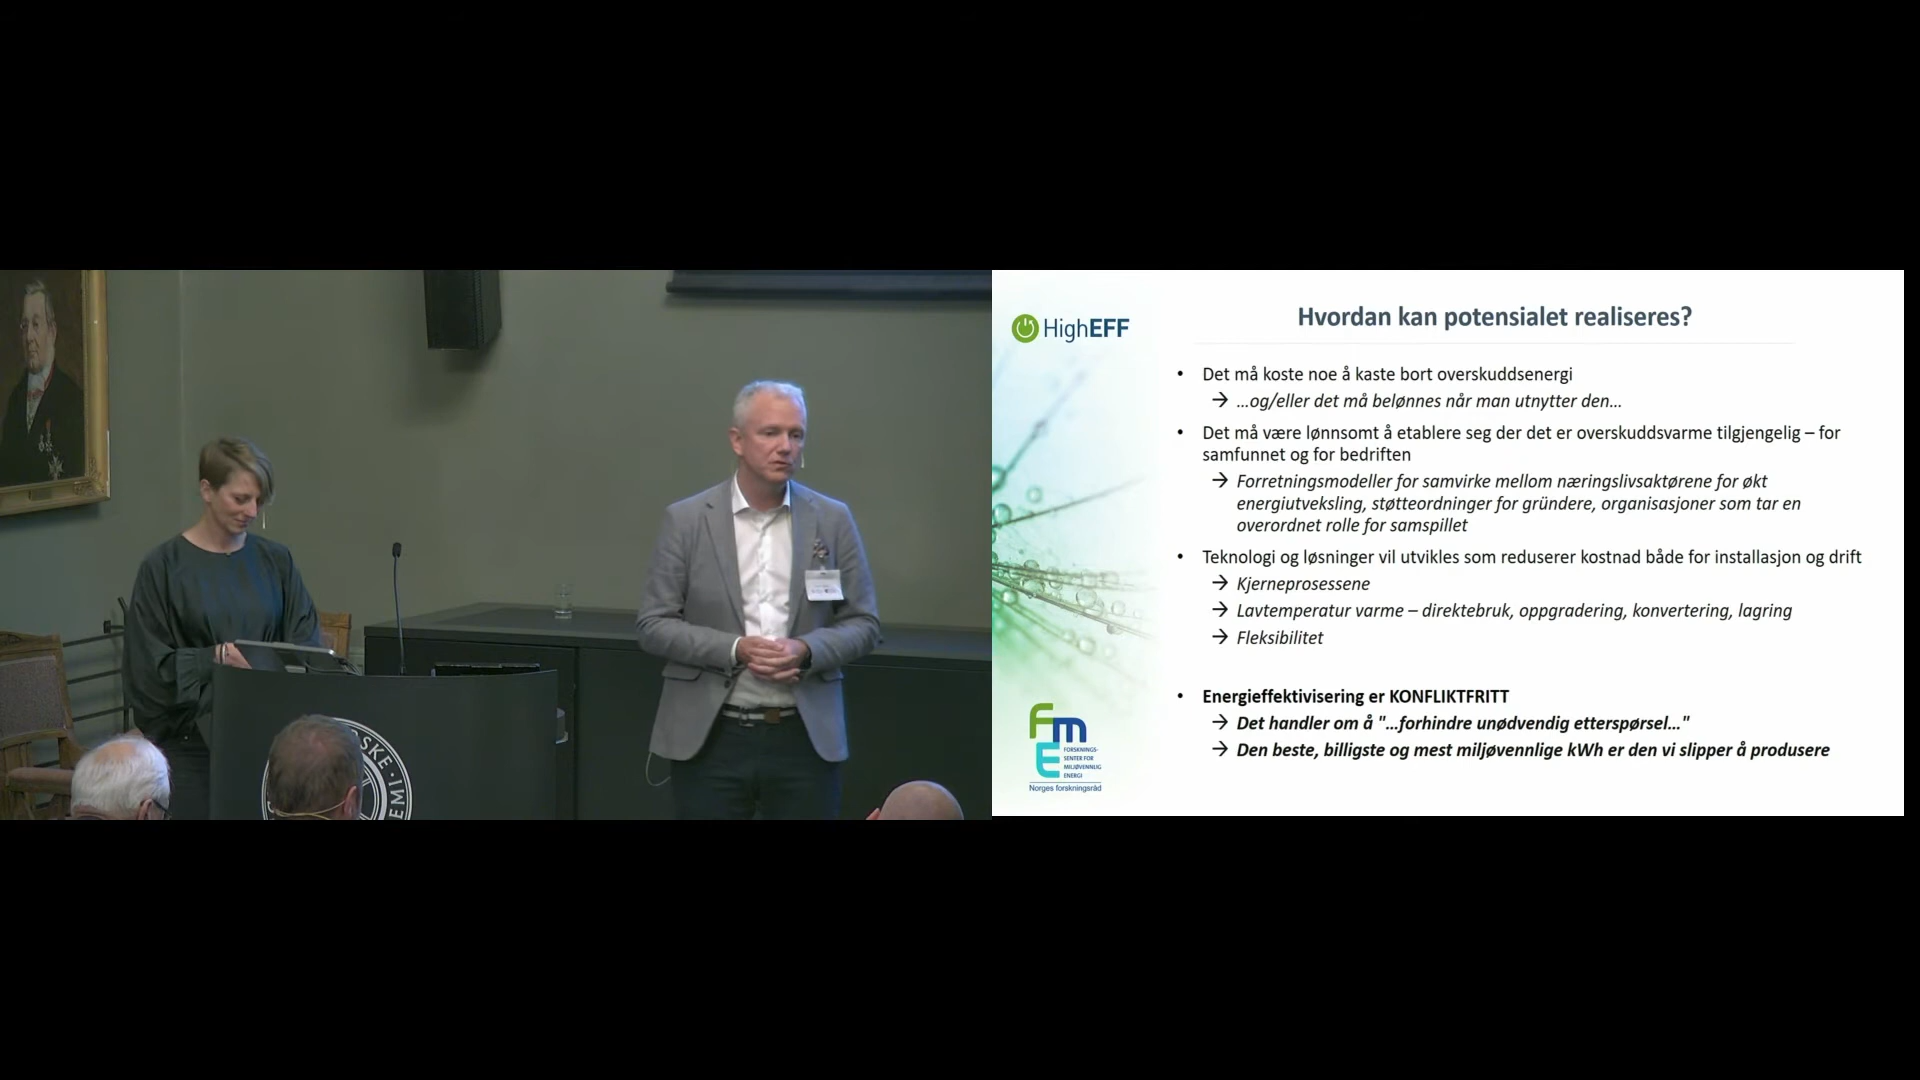 HighEFF
Hvordan kan potensialet realiseres?
• Det må koste noe å kaste bort overskuddsenergi
→ ...og/eller det må belønnes når man utnytter den...
• Det må være lønnsomt å etablere seg der det er overskuddsvarme tilgjengelig – for
samfunnet og for bedriften
→ Forretningsmodeller for samvirke mellom næringslivsaktørene for økt
energiutveksling, støtteordninger for gründere, organisasjoner som tar en
overordnet rolle for samspillet
• Teknologi og løsninger vil utvikles som reduserer kostnad både for installasjon og drift
→ Kjerneprosessene
→ Lavtemperatur varme – direktebruk, oppgradering, konvertering, lagring
→ Fleksibilitet
• Energieffektivisering er KONFLIKTFRITT
→ Det handler om å "...forhindre unødvendig etterspørsel..."
→ Den beste, billigste og mest miljøvennlige kWh er den vi slipper å produsere
FmE
FORSKNINGS-
SENTER FOR
MILJØVENNLIG
ENERGI
Norges forskningsråd